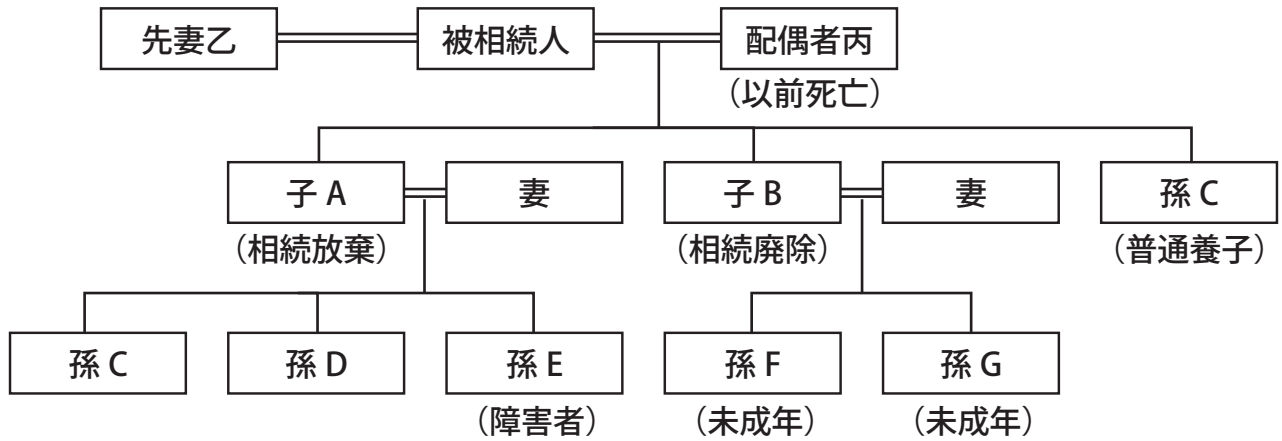 先妻乙
被相続人
配偶者丙
（以前死亡）
子 A
妻
子 B
妻
孫 C
（相続放棄）
（相続廃除）
（普通養子）
孫 C
孫 D
孫 E
孫 F
孫 G
（障害者）
（未成年）
（未成年）